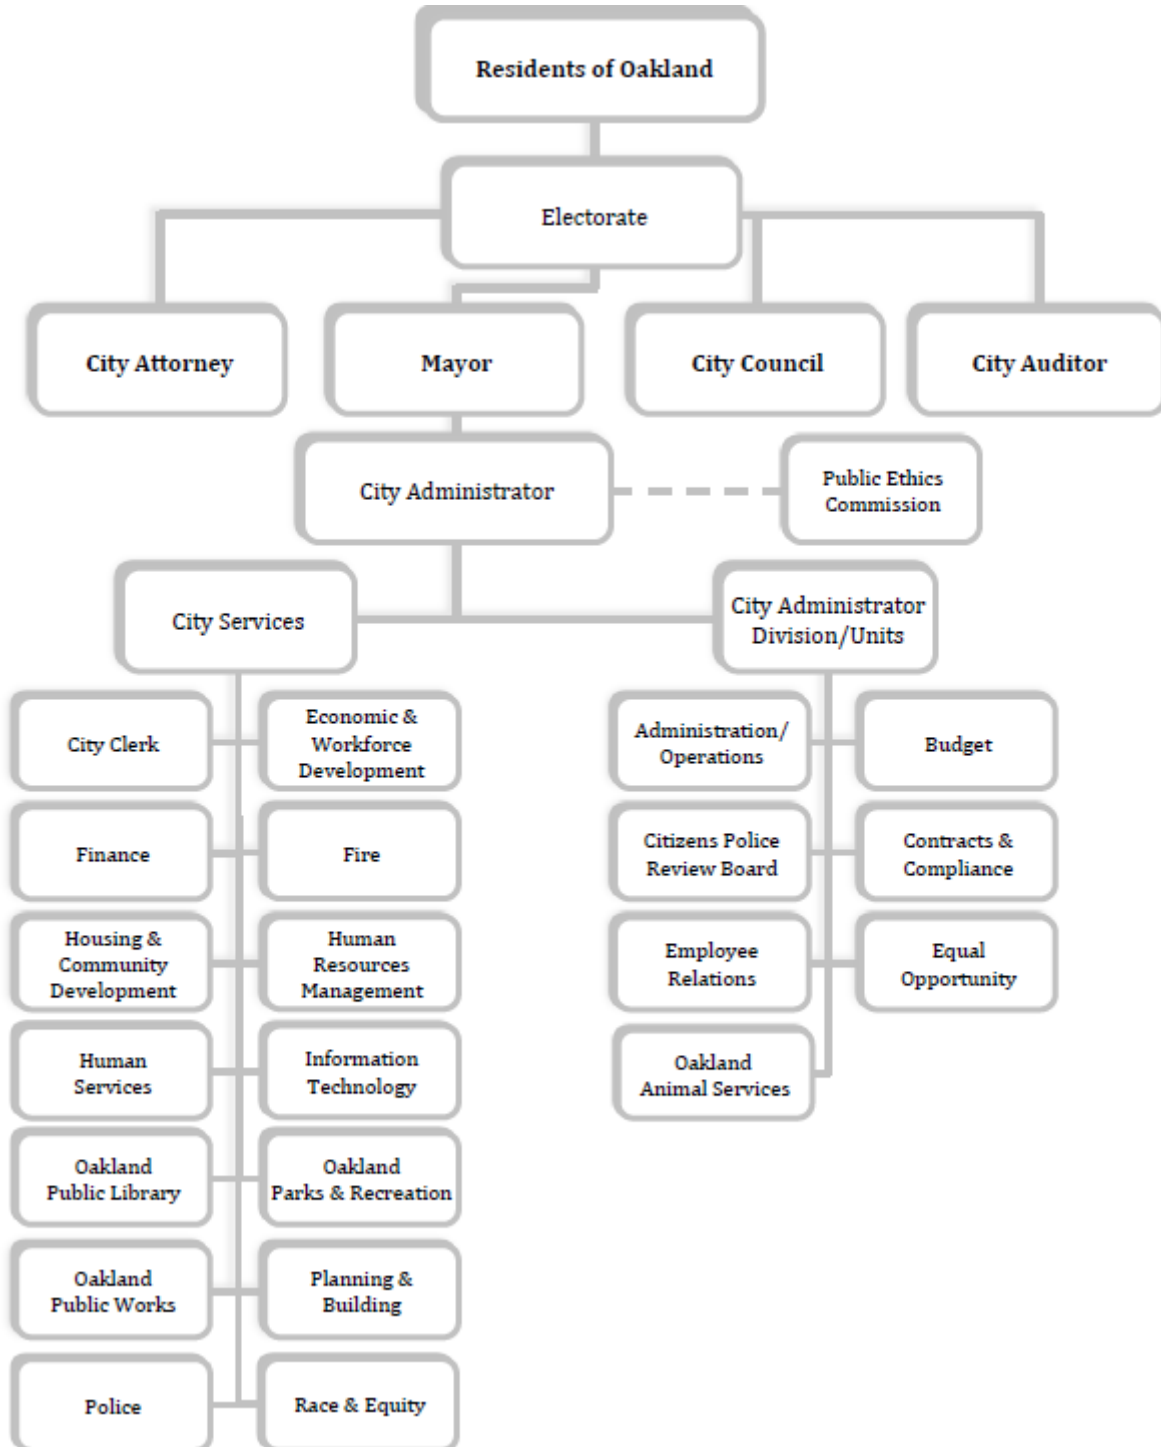 Residents of Oakland
Electorate
City Attorney
Mayor
City Council
City Auditor
City Administrator
Public Ethics
Commission
City Services
City Administrator
Division/Units
City Clerk
Economic &
Workforce
Development
Administration/
Operations
Budget
Finance
Fire
Citizens Police
Review Board
Contracts &
Compliance
Housing &
Community
Development
Human
Resources
Management
Employee
Relations
Equal
Opportunity
Human
Services
Information
Technology
Oakland
Animal Services
Oakland
Public Library
Oakland
Parks & Recreation
Oakland
Public Works
Planning &
Building
Police
Race & Equity